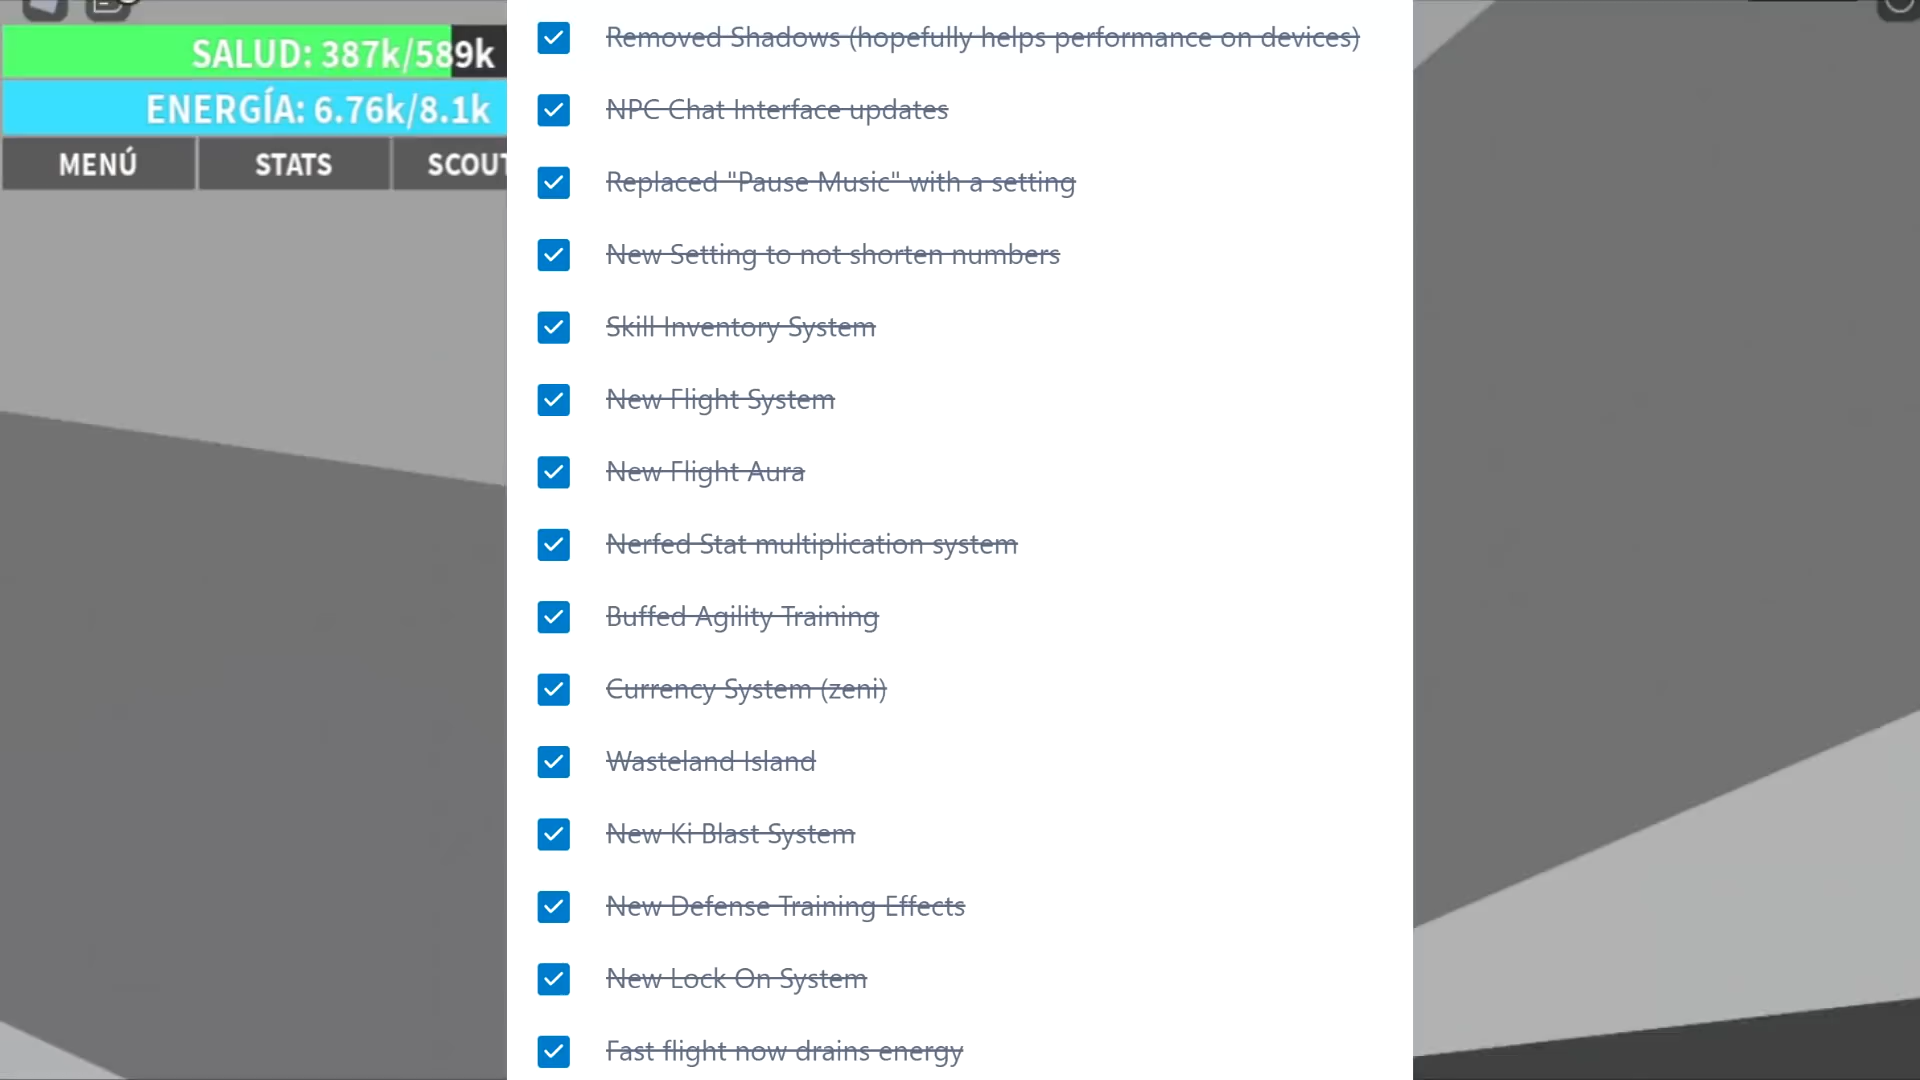 SALUD: 387k/589k
ENERGÍA: 6.76k/8.1k
MENÚ
STATS
SCOUT
Removed Shadows (hopefully helps performance on devices)
NPC Chat Interface updates
Replaced "Pause Music" with a setting
New Setting to not shorten numbers
Skill Inventory System
New Flight System
New Flight Aura
Nerfed Stat multiplication system
Buffed Agility Training
Currency System (zeni)
Wasteland Island
New Ki Blast System
New Defense Training Effects
New Lock On System
Fast flight now drains energy